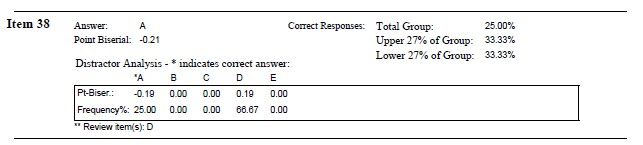 Item 38 Answer: A Correct Responses: Total Group: 25.00%
Point Biserial: -0.21 Upper 27% of Group: 33.33%
Lower 27% of Group: 33.33%
Distractor Analysis - * indicates correct answer:
*A B C D E
Pt-Biser.: -0.19 0.00 0.00 0.19 0.00
Frequency%: 25.00 0.00 0.00 66.67 0.00
** Review item(s): D